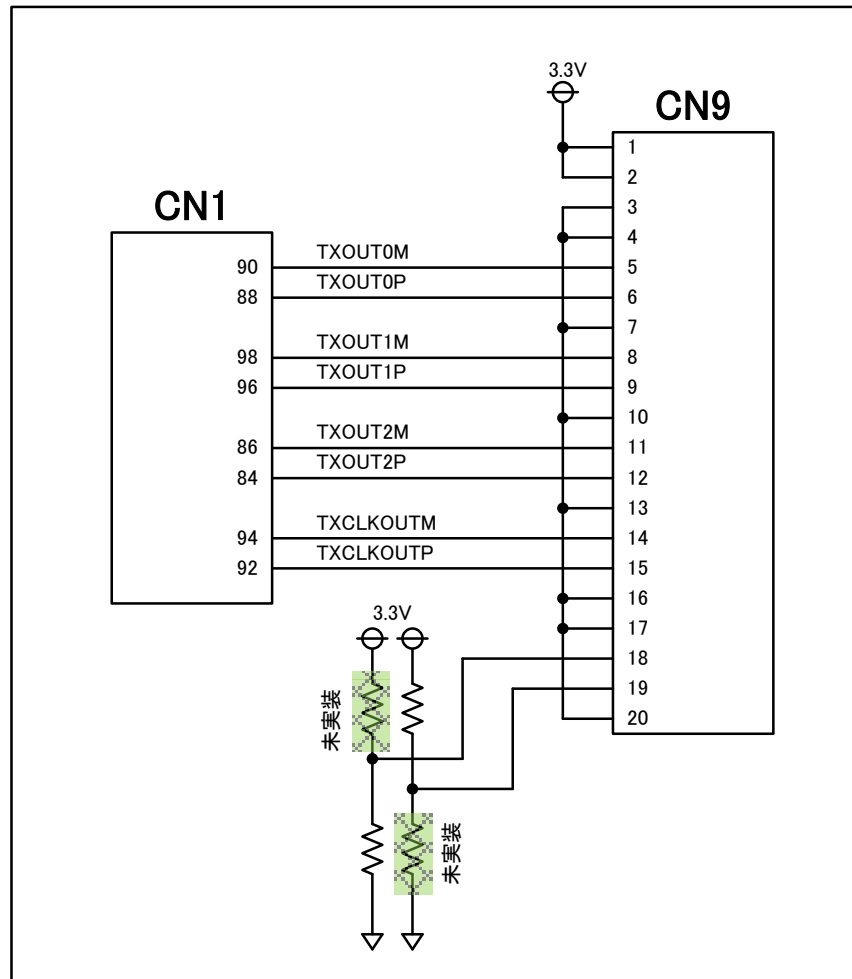 3.3V
CN9
1
2
3
4
5
6
7
8
9
10
11
12
13
14
15
16
17
18
19
20
CN1
90
88
98
96
86
84
94
92
TXOUT0M
TXOUT0P
TXOUT1M
TXOUT1P
TXOUT2M
TXOUT2P
TXCLKOUTM
TXCLKOUTP
3.3V
未実装
未実装